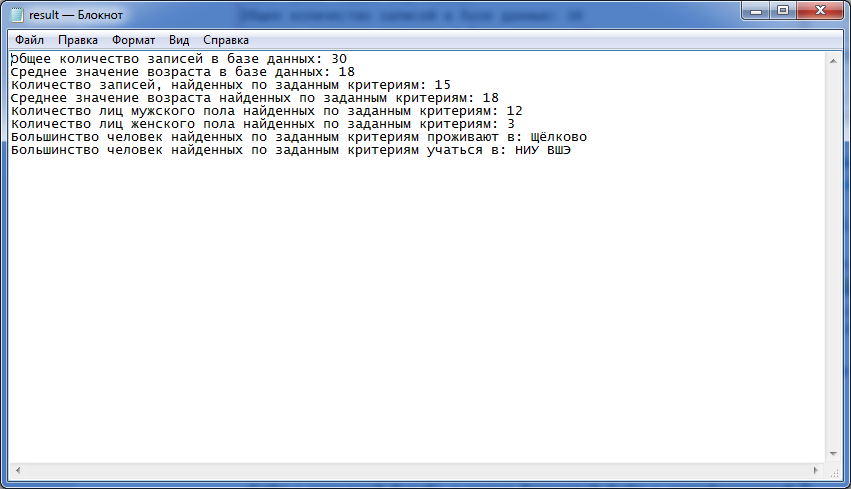 result — Блокнот
Файл Правка Формат Вид Справка
Общее количество записей в базе данных: 30
Среднее значение возраста в базе данных: 18
Количество записей, найденных по заданным критериям: 15
Среднее значение возраста найденных по заданным критериям: 18
Количество лиц мужского пола найденных по заданным критериям: 12
Количество лиц женского пола найденных по заданным критериям: 3
Большинство человек найденных по заданным критериям проживают в: Щёлково
Большинство человек найденных по заданным критериям учаться в: НИУ ВШЭ